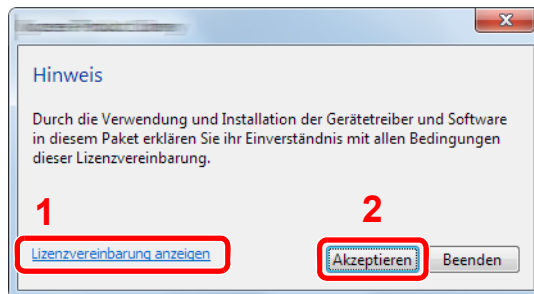 x
Hinweis
Durch die Verwendung und Installation der Gerätetreiber und Software
in diesem Paket erklären Sie ihr Einverständnis mit allen Bedingungen
dieser Lizenzvereinbarung.
1
2
Lizenzvereinbarung anzeigen
Akzeptieren
Beenden